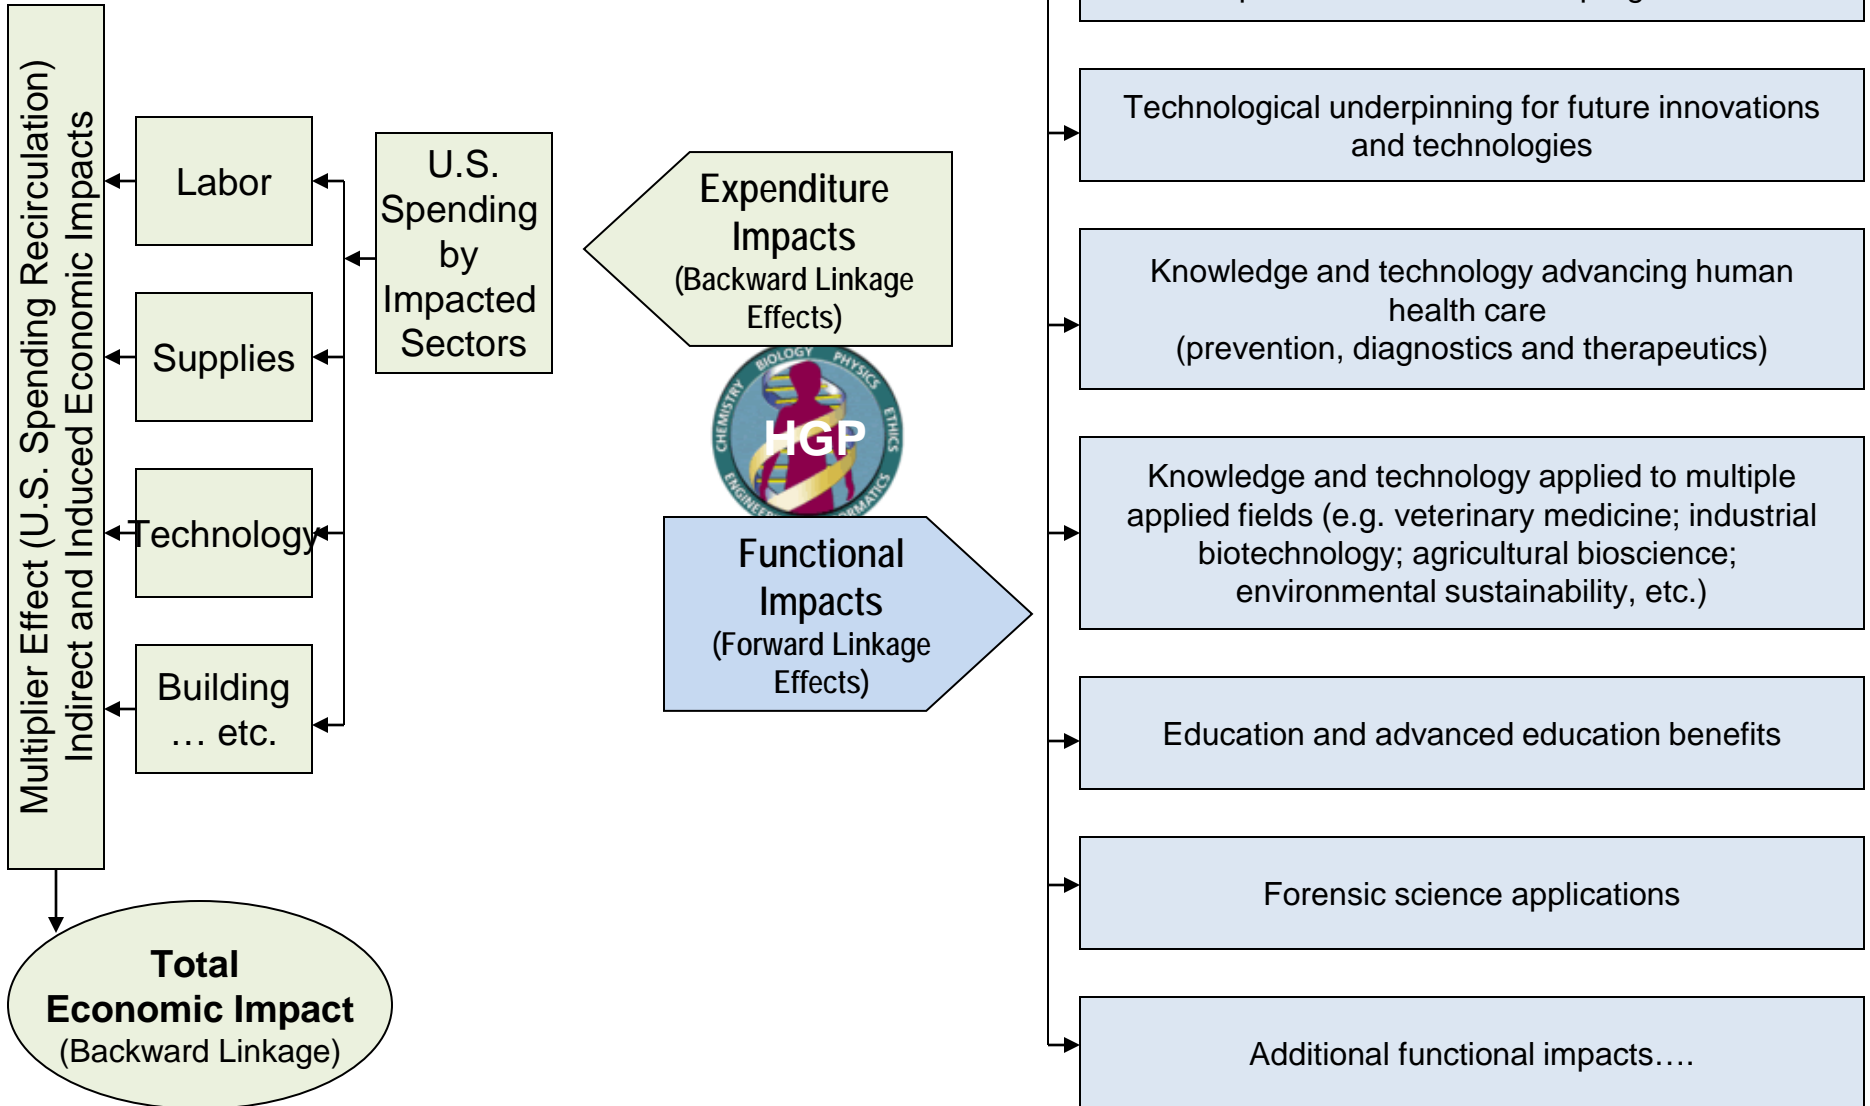 Multiplier Effect (U.S. Spending Recirculation)
Indirect and Induced Economic Impacts
Labor
Supplies
Technology
Building
… etc.
U.S.
Spending
by
Impacted
Sectors
Total
Economic Impact
(Backward Linkage)
Expenditure
Impacts
(Backward Linkage
Effects)
CHEMISTRY BIOLOGY PHYSICS ETHICS
HGP
Functional
Impacts
(Forward Linkage
Effects)
Technological underpinning for future innovations
and technologies
Knowledge and technology advancing human
health care
(prevention, diagnostics and therapeutics)
Knowledge and technology applied to multiple
applied fields (e.g. veterinary medicine; industrial
biotechnology; agricultural bioscience;
environmental sustainability, etc.)
Education and advanced education benefits
Forensic science applications
Additional functional impacts….